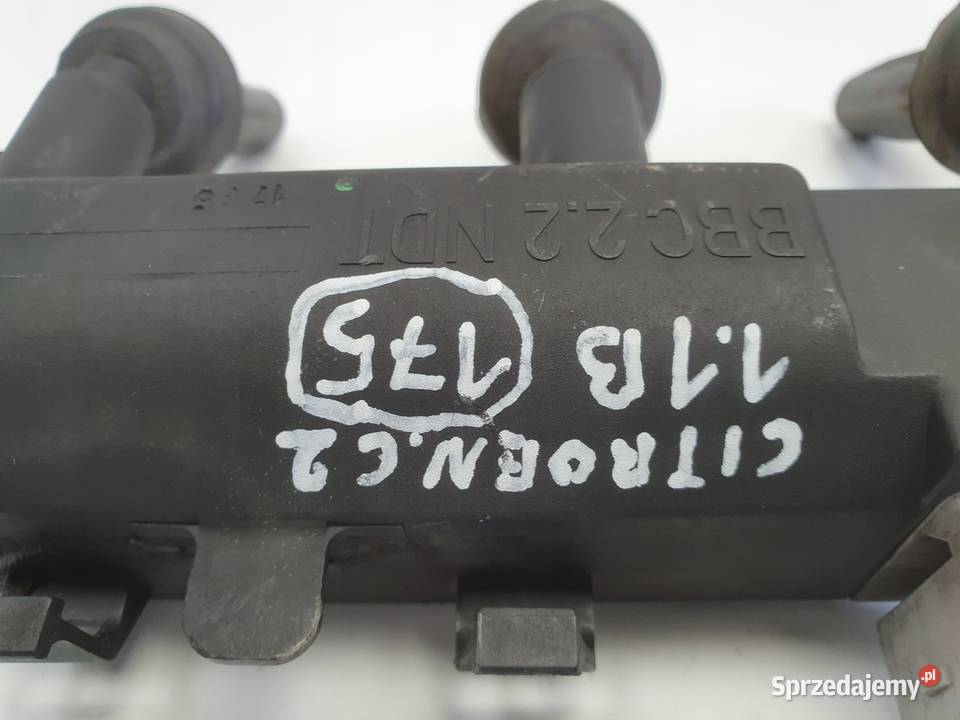 CITROEN.C2
1.1B 175
BBC2.2 NDT
Sprzedajemy.pl